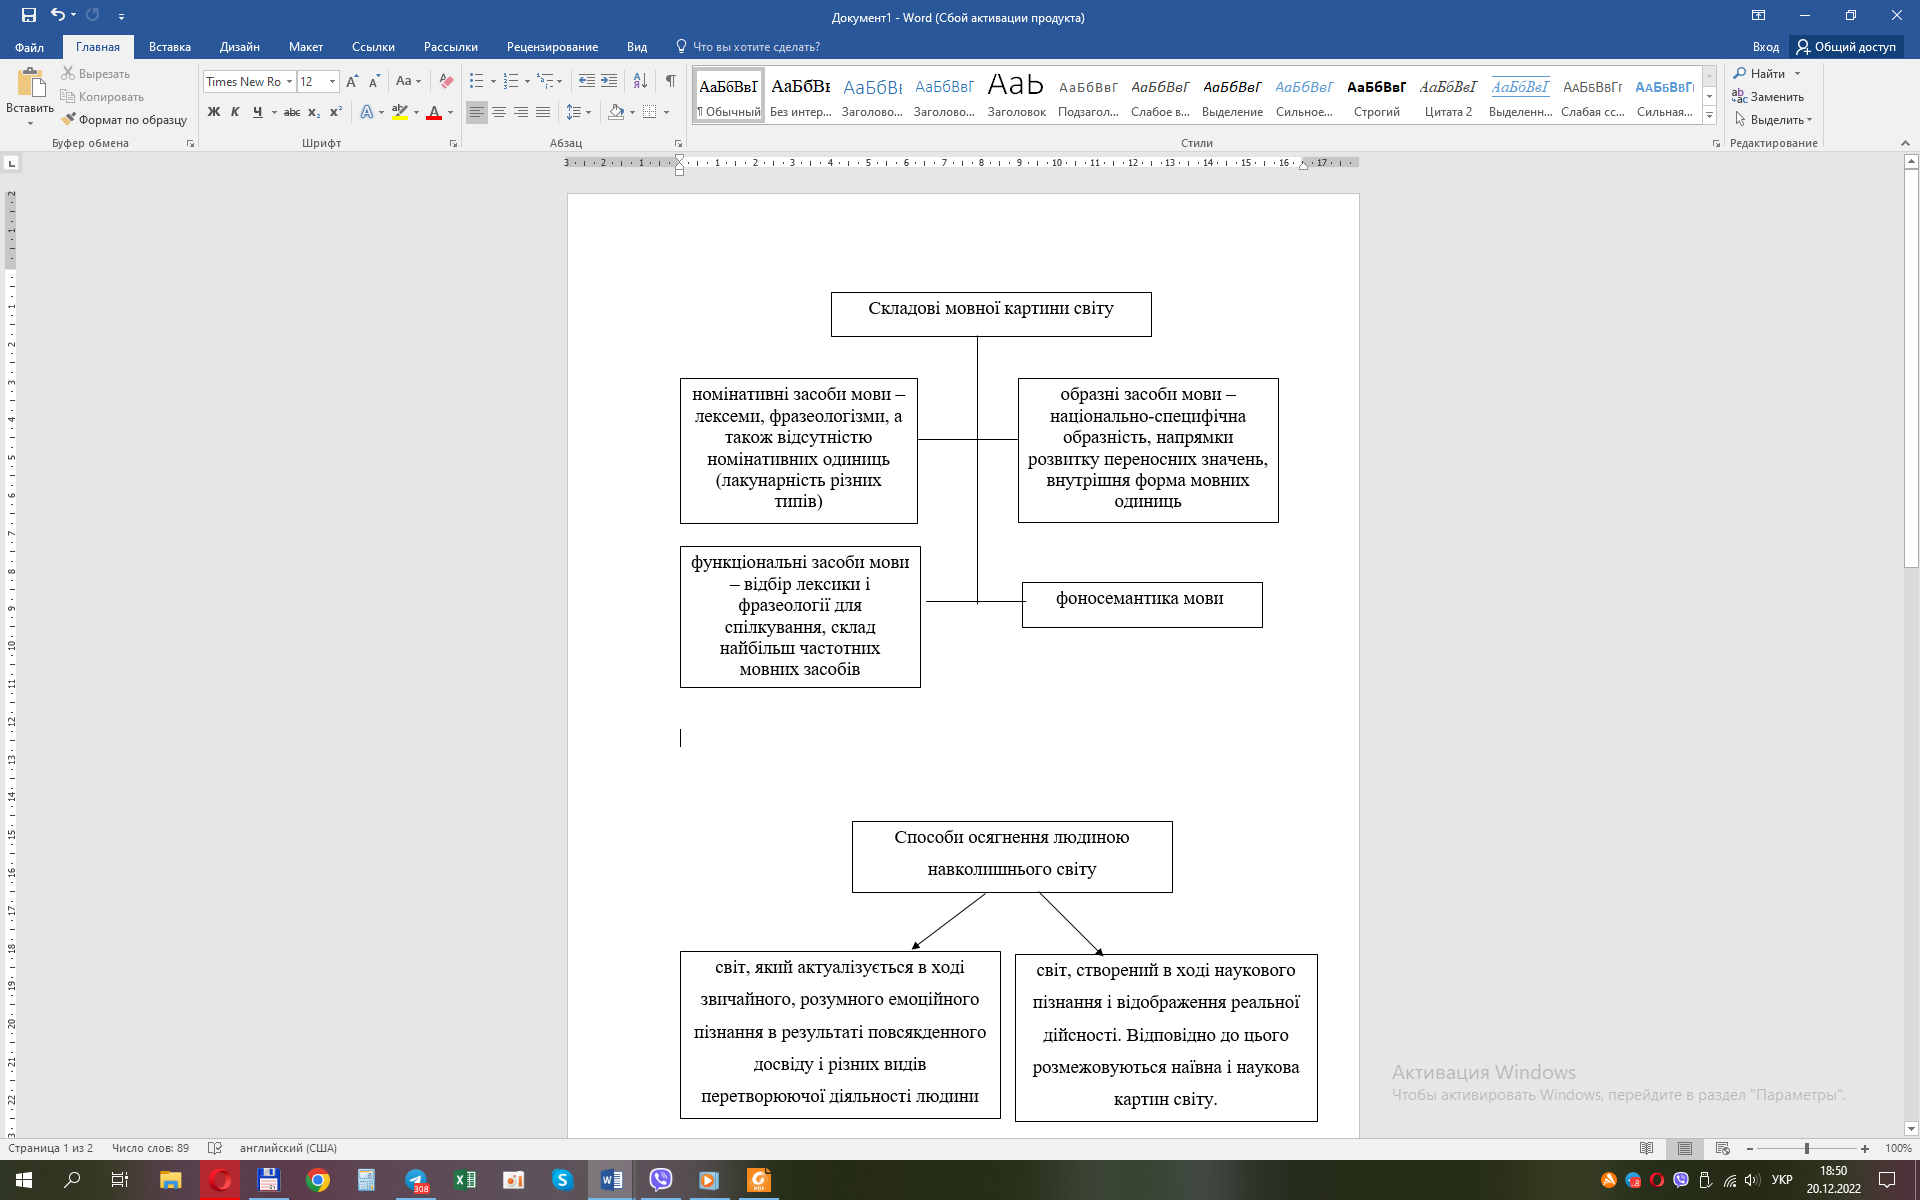 Документ1 - Word (Сбой активации продукта)
Файл
Главная
Вставка
Дизайн
Макет
Ссылки
Рассылки
Рецензирование
Вид
Что вы хотите сделать?
Вход
Общий доступ
Вставить
Вырезать
Копировать
Формат по образцу
Буфер обмена
Times New Ro
12
Шрифт
Абзац
¶ Обычный
Без интер...
Заголово...
Заголово...
Заголовок
Подзагол...
Слабое в...
Выделение
Сильное...
Строгий
Цитата 2
Выделенн...
Слабая сс...
Сильная...
Стили
Найти
Заменить
Выделить
Редактирование
Складові мовної картини світу
номінативні засоби мови –
лексеми, фразеологізми, а
також відсутністю
номінативних одиниць
(лакунарність різних
типів)
образні засоби мови –
національно-специфічна
образність, напрямки
розвитку переносних значень,
внутрішня форма мовних
одиниць
функціональні засоби мови
– відбір лексики і
фразеології для
спілкування, склад
найбільш частотних
мовних засобів
фоносемантика мови
Способи осягнення людиною
навколишнього світу
світ, який актуалізується в ході
звичайного, розумного емоційного
пізнання в результаті повсякденного
досвіду і різних видів
перетворюючої діяльності людини
світ, створений в ході наукового
пізнання і відображення реальної
дійсності. Відповідно до цього
розмежовуються наївна і наукова
картин світу.
Активация Windows
Чтобы активировать Windows, перейдите в раздел "Параметры".
Страница 1 из 2
Число слов: 89
английский (США)
100%
308
УКР
18:50
20.12.2022